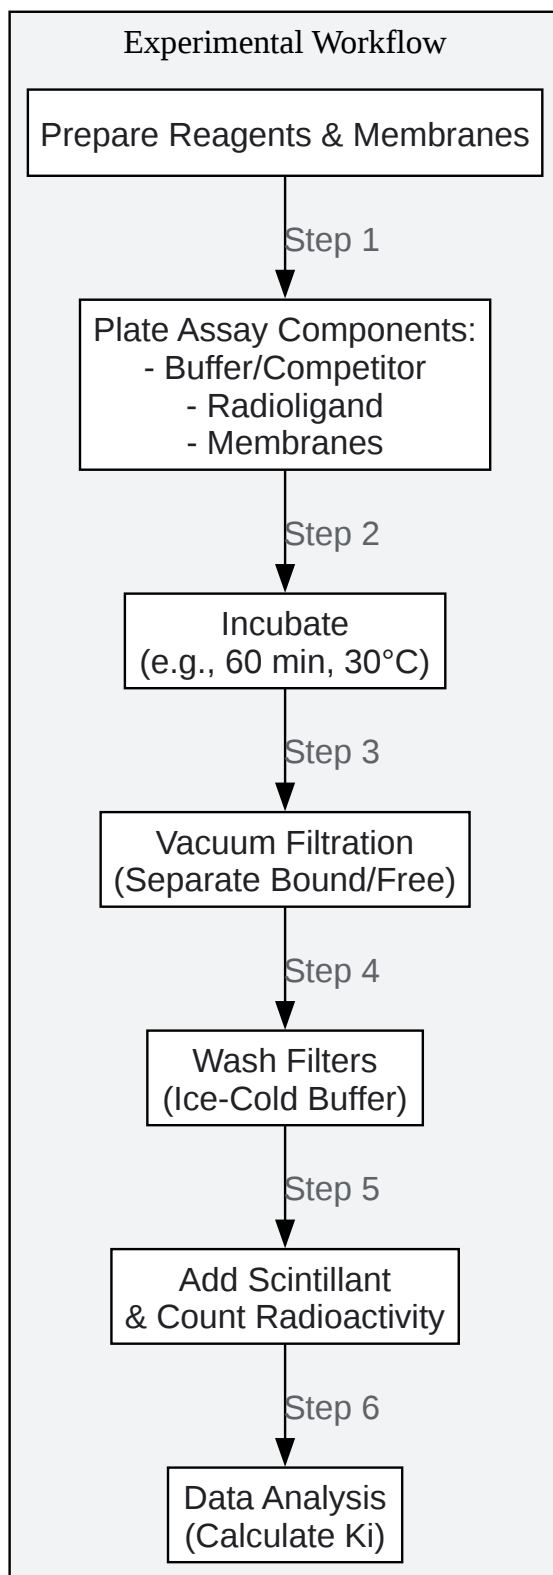 Experimental Workflow
Prepare Reagents & Membranes
Step 1
Plate Assay Components:
- Buffer/Competitor
- Radioligand
- Membranes
Step 2
Incubate
(e.g., 60 min, 30°C)
Step 3
Vacuum Filtration
(Separate Bound/Free)
Step 4
Wash Filters
(Ice-Cold Buffer)
Step 5
Add Scintillant
& Count Radioactivity
Step 6
Data Analysis
(Calculate Ki)